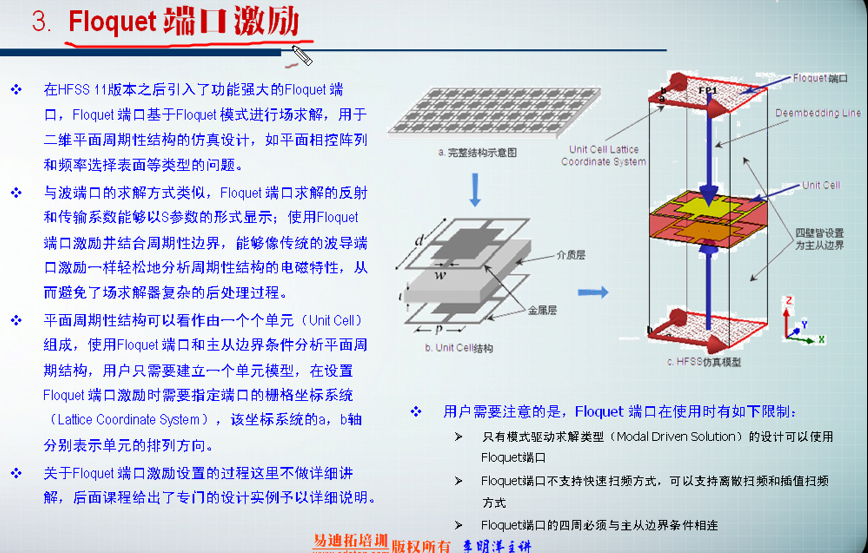 3. Floquet 端口激励
在HFSS 11版本之后引入了功能强大的Floquet 端
口，Floquet 端口基于Floquet 模式进行场求解，用于
二维平面周期性结构的仿真设计，如平面相控阵列
和频率选择表面等类型的问题。
与波端口的求解方式类似，Floquet 端口求解的反射
和传输系数能够以S参数的形式显示；使用Floquet
端口激励并结合周期性边界，能够像传统的波导端
口激励一样轻松地分析周期性结构的电磁特性，从
而避免了场求解器复杂的后处理过程。
平面周期性结构可以看作由一个个单元（Unit Cell）
组成，使用Floquet 端口和主从边界条件分析平面周
期结构，用户只需要建立一个单元模型，在设置
Floquet 端口激励时需要指定端口的栅格坐标系统
（Lattice Coordinate System），该坐标系统的a，b轴
分别表示单元的排列方向。
关于Floquet 端口激励设置的过程这里不做详细讲
解，后面课程给出了专门的设计实例予以详细说明。
a. 完整结构示意图
d
w
t
p
介质层
金属层
b. Unit Cell结构
FP1
b
a
Floquet端口
Deembedding Line
Unit Cell Lattice
Coordinate System
Unit Cell
四壁皆设置
为主从边界
Z
Y
X
c. HFSS仿真模型
用户需要注意的是，Floquet 端口在使用时有如下限制：
只有模式驱动求解类型（Modal Driven Solution）的设计可以使用
Floquet端口
Floquet端口不支持快速扫频方式，可以支持离散扫频和插值扫频
方式
Floquet端口的四周必须与主从边界条件相连
易迪拓培训 版权所有 李明洋主讲